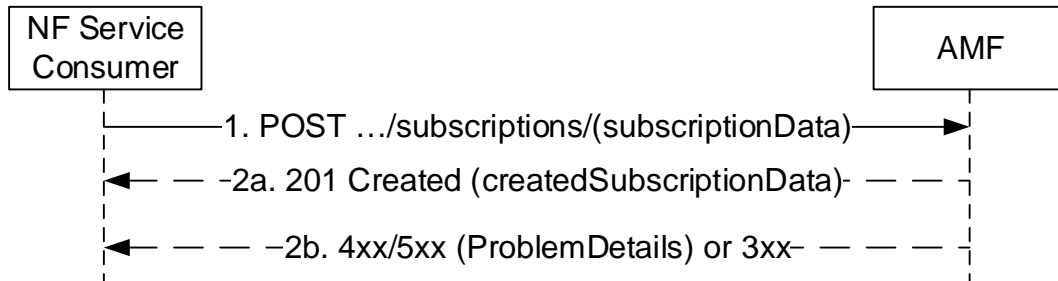 NF Service
Consumer
AMF
1. POST …/subscriptions/(subscriptionData)
2a. 201 Created (createdSubscriptionData)
2b. 4xx/5xx (ProblemDetails) or 3xx